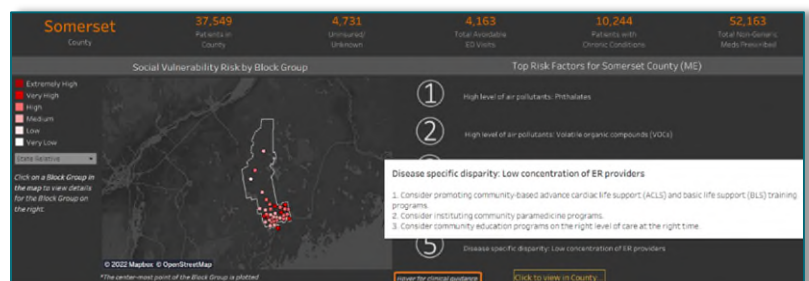 Somerset
County
37,549
Patients in
County
4,731
Uninsured/
Unknown
4,163
Total Avoidable
ED Visits
10,244
Patients with
Chronic Conditions
52,163
Total Non-Generic
Meds Prescribed
Social Vulnerability Risk by Block Group
Extremely High
Very High
High
Medium
Low
Very Low
State Relative
Click on a Block Group in
the map to view details
for the Block Group on
the right.
© 2022 Mapbox © OpenStreetMap
*The center-most point of the Block Group is plotted
Top Risk Factors for Somerset County (ME)
1
High level of air pollutants: Phthalates
2
High level of air pollutants: Volatile organic compounds (VOCs)
Disease specific disparity: Low concentration of ER providers
1. Consider promoting community-based advance cardiac life support (ACLS) and basic life support (BLS) training
programs.
2. Consider instituting community paramedicine programs.
3. Consider community education programs on the right level of care at the right time.
5
Disease specific disparity: Low concentration of ER providers
Hover for clinical guidance
Click to view in County...